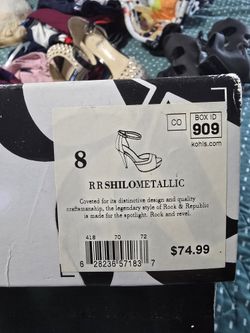 CO
BOX ID
909
kohls.com
8
RRSHILOMETALLIC
Coveted for its distinctive design and quality
craftsmanship, the legendary style of Rock & Republic
is made for the spotlight. Rock and revel.
418 70 72
6 28236 57183 7
$74.99